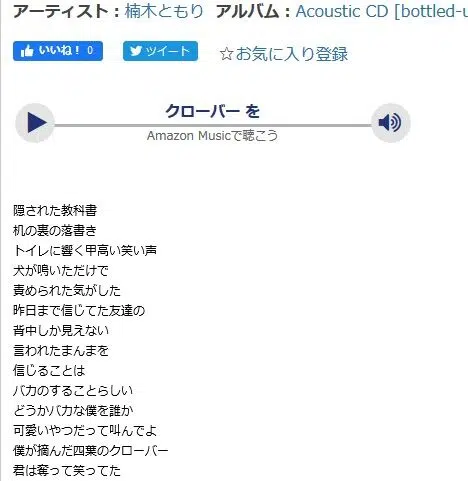 アーティスト：楠木ともり アルバム：Acoustic CD [bottled-u
いいね！ 0 ツイート ☆お気に入り登録
クローバー を
Amazon Musicで聴こう
隠された教科書
机の裏の落書き
トイレに響く甲高い笑い声
犬が鳴いただけで
責められた気がした
昨日まで信じてた友達の
背中しか見えない
言われたまんまを
信じることは
バカのすることらしい
どうかバカな僕を誰か
可愛いやつだって叫んでよ
僕が摘んだ四葉のクローバー
君は奪って笑ってた